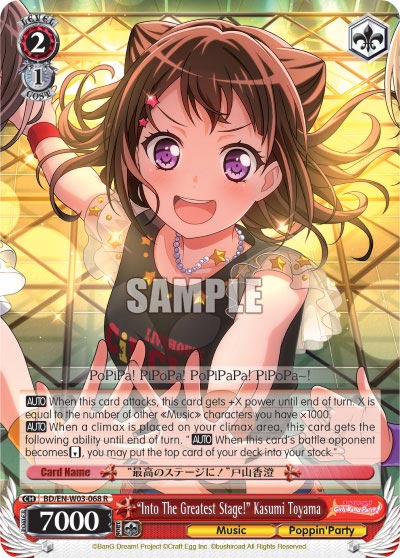 LEVEL
2
1
COST
SAMPLE
PoPiPa! PiPoPa! PoPiPaPa! PiPoPa~!
AUTO When this card attacks, this card gets +X power until end of turn. X is
equal to the number of other «Music» characters you have ×1000.
AUTO When a climax is placed on your climax area, this card gets the
following ability until end of turn. " AUTO When this card's battle opponent
becomes REVERSE, you may put the top card of your deck into your stock."
Card Name
“最高のステージに！”戸山香澄
CH BD/EN-W03-068 R
"Into The Greatest Stage!" Kasumi Toyama
POWER
7000
Music
Poppin'Party
©BanG Dream! Project ©Craft Egg Inc. ©bushiroad All Rights Reserved.